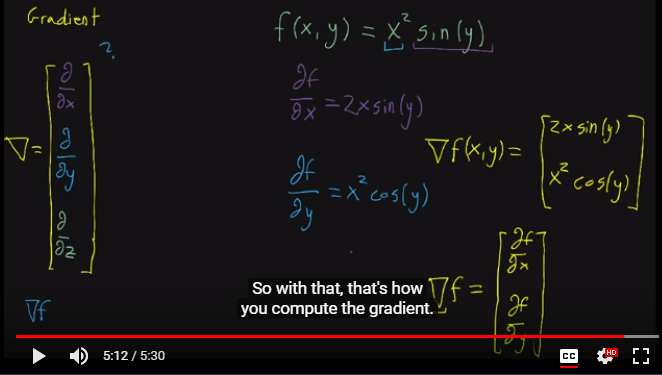 Gradient
?
f(x,y) = x² sin(y)
∂f/∂x = 2x sin(y)
∇ = [∂/∂x ∂/∂y ∂/∂z]
∇f(x,y) = [2x sin(y) x² cos(y)]
∂f/∂y = x² cos(y)
∇f = [∂f/∂x ∂f/∂y]
∇f
So with that, that's how
you compute the gradient.
5:12 / 5:30
CC
HD